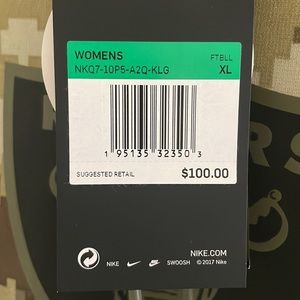 WOMENS FTBLL
NKQ7-10P5-A2Q-KLG XL
1 95135 32350 3
SUGGESTED RETAIL $100.00
NIKE.COM
NIKE SWOOSH © 2017 Nike